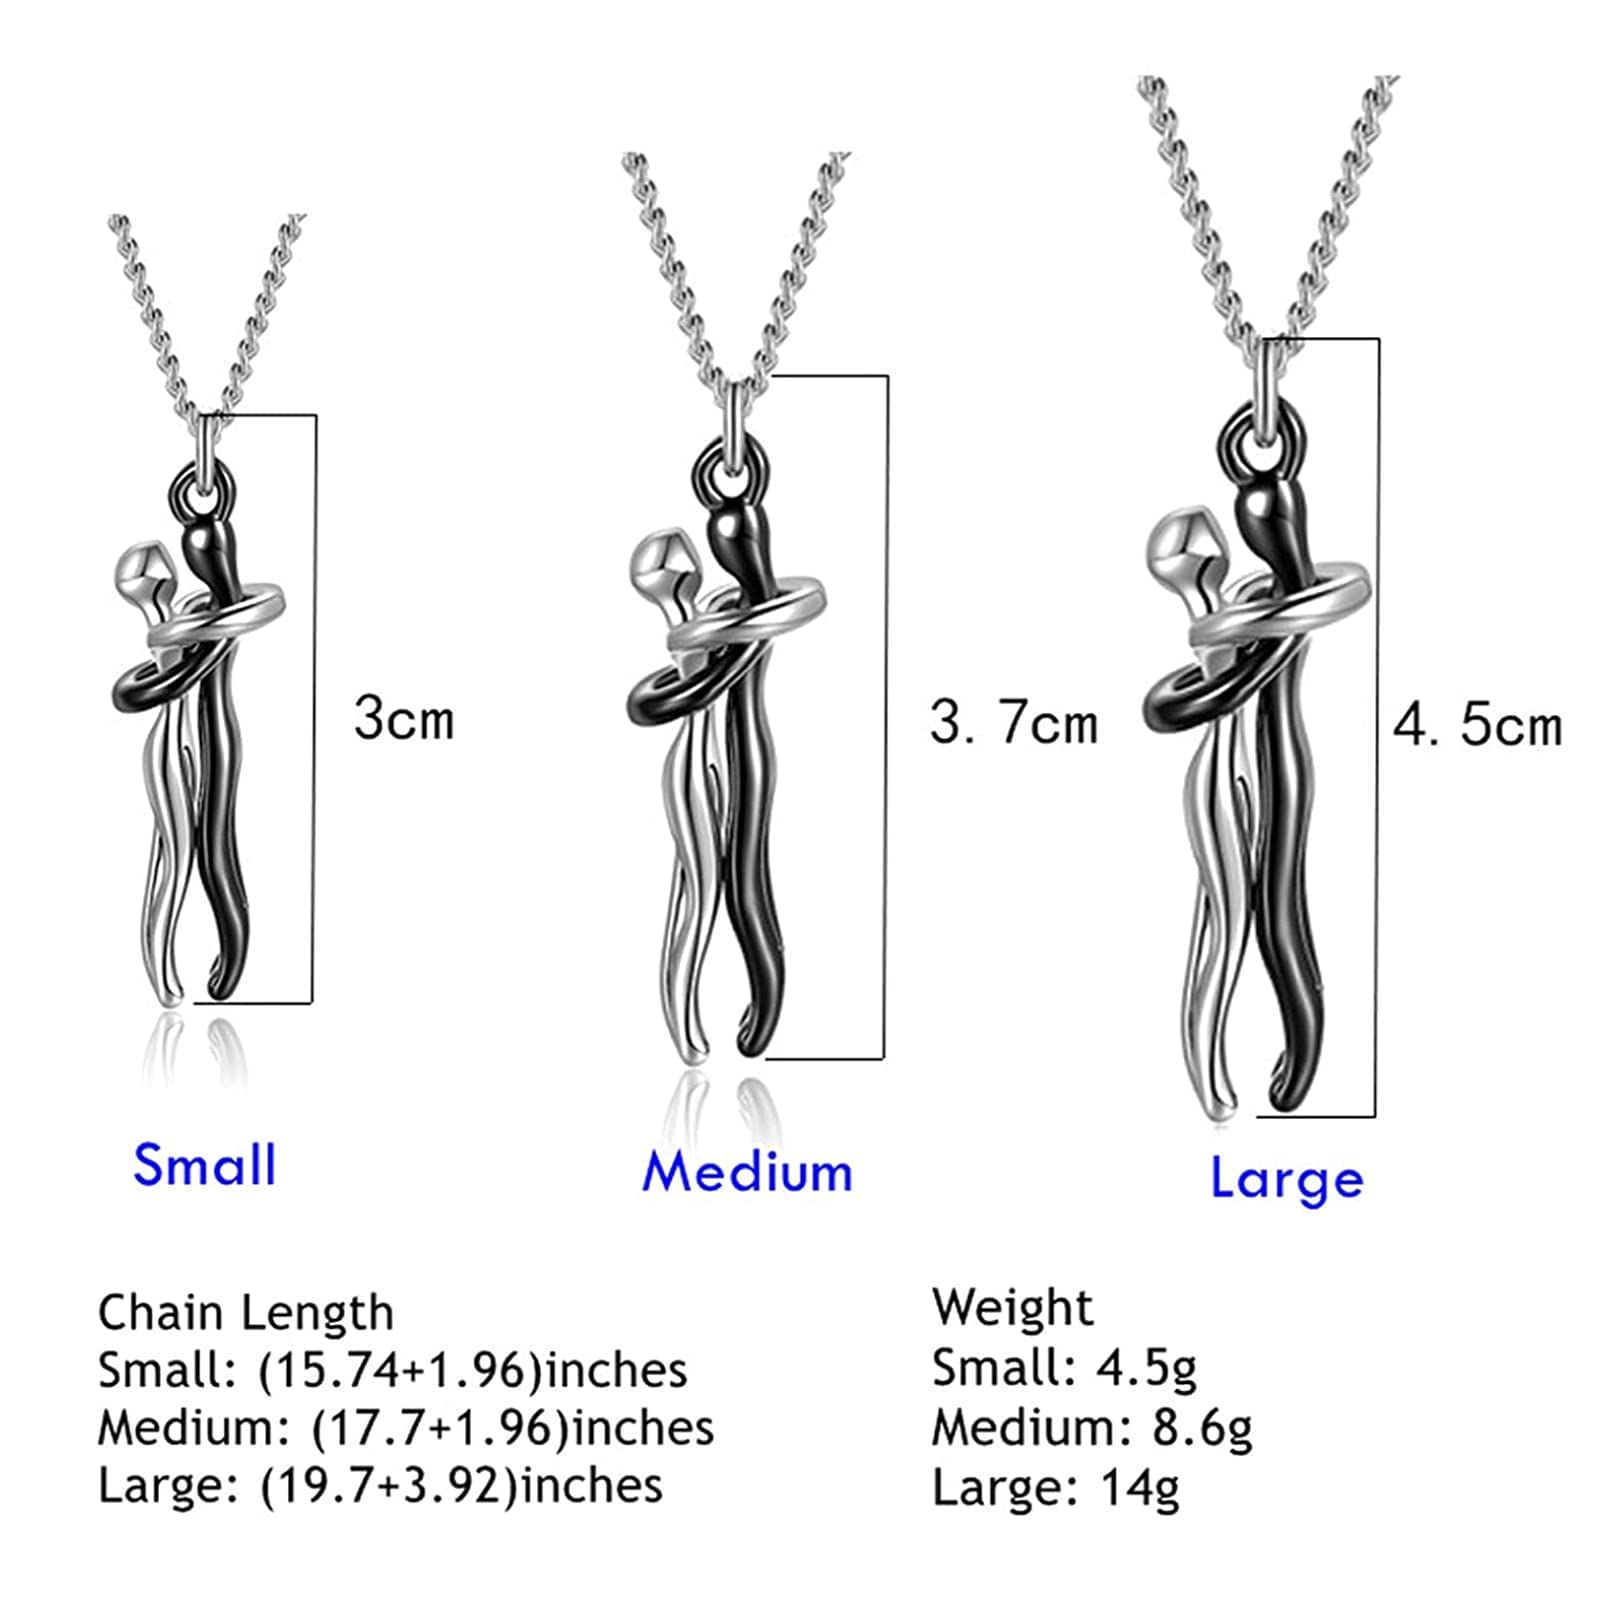 3cm
3. 7cm
4. 5cm
Small
Medium
Large
Chain Length
Small: (15.74+1.96)inches
Medium: (17.7+1.96)inches
Large: (19.7+3.92)inches
Weight
Small: 4.5g
Medium: 8.6g
Large: 14g